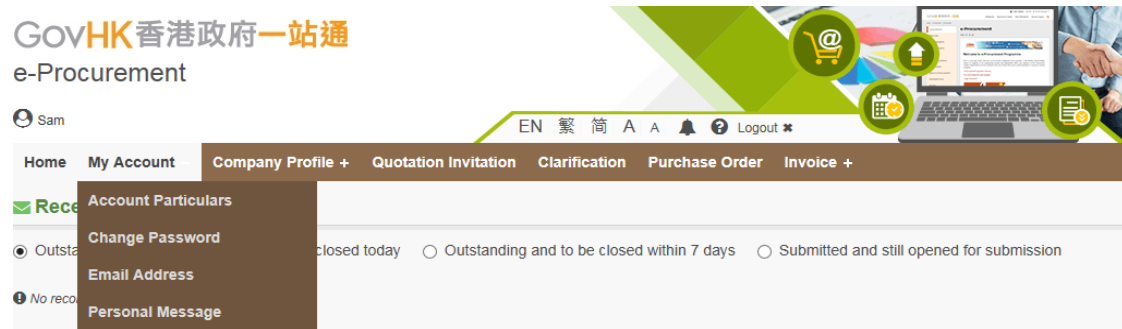 GovHK香港政府一站通
e-Procurement
Sam
EN 繁 简 A A Logout ✖
Home My Account Company Profile + Quotation Invitation Clarification Purchase Order Invoice +
Account Particulars
Change Password
Email Address
Personal Message
Rece
Outsta closed today Outstanding and to be closed within 7 days Submitted and still opened for submission
No reco